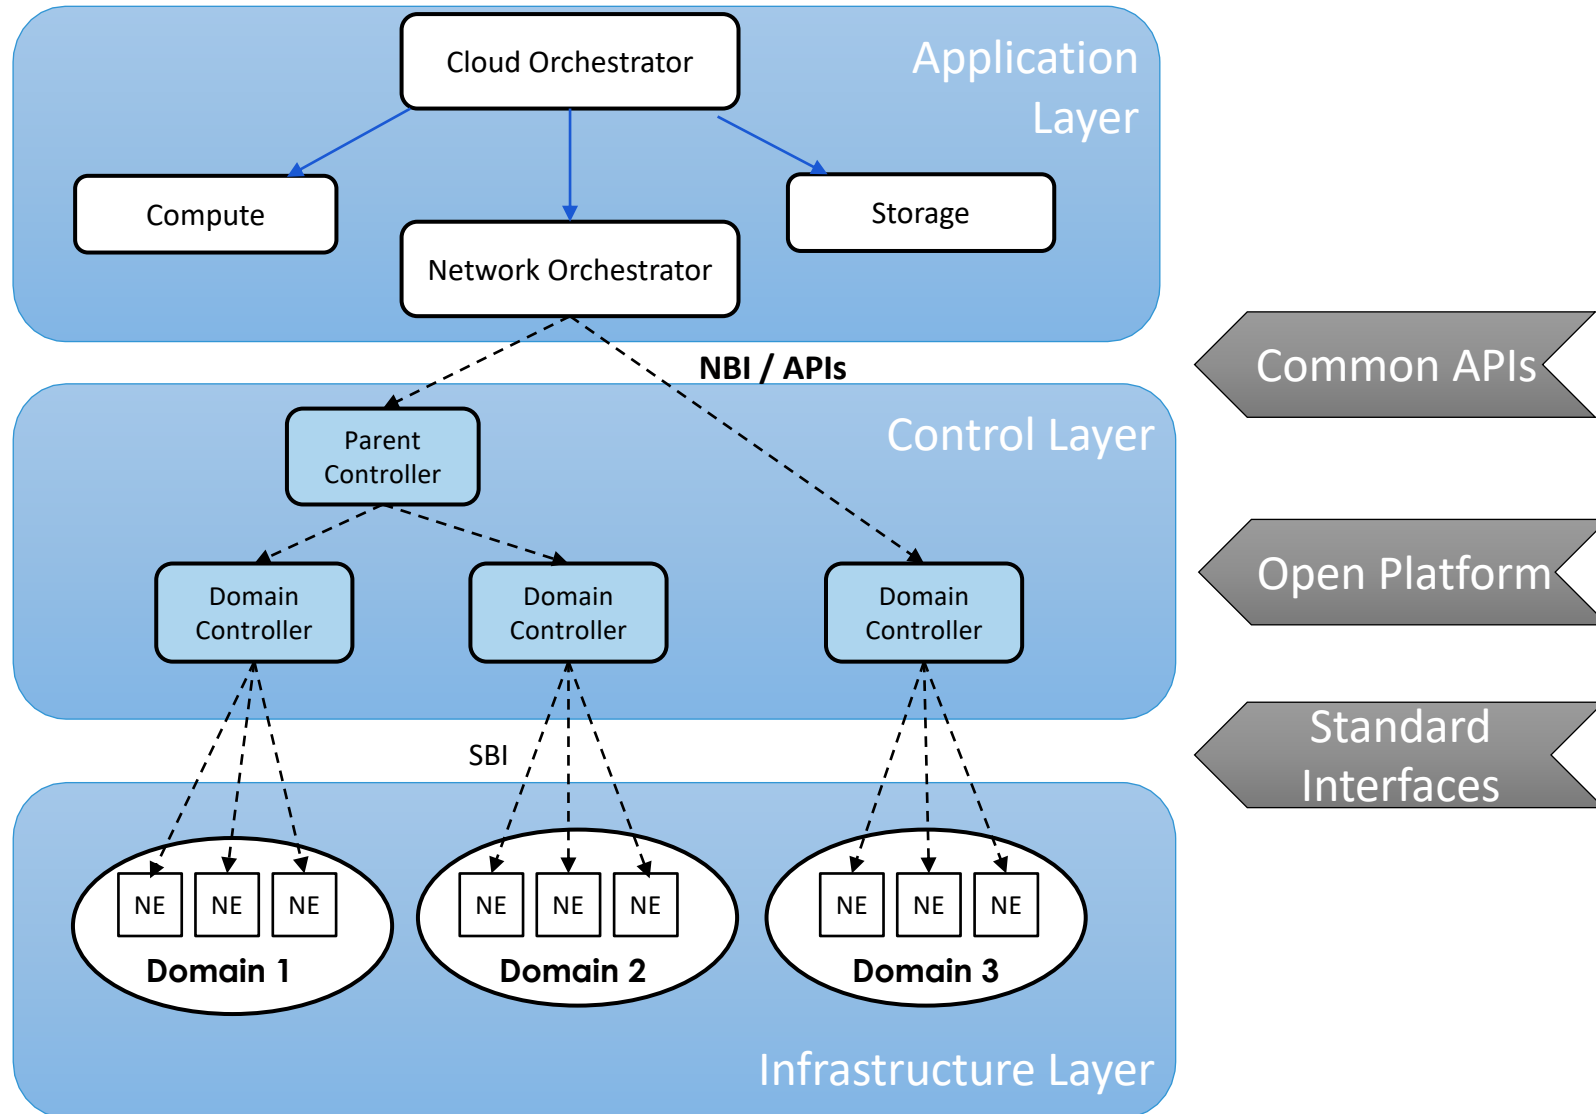 Cloud Orchestrator
Application
Layer
Compute
Storage
Network Orchestrator
NBI / APIs
Common APIs
Control Layer
Parent
Controller
Open Platform
Domain
Controller
Domain
Controller
Domain
Controller
SBI
Standard
Interfaces
NE NE NE
Domain 1
NE NE NE
Domain 2
NE NE NE
Domain 3
Infrastructure Layer